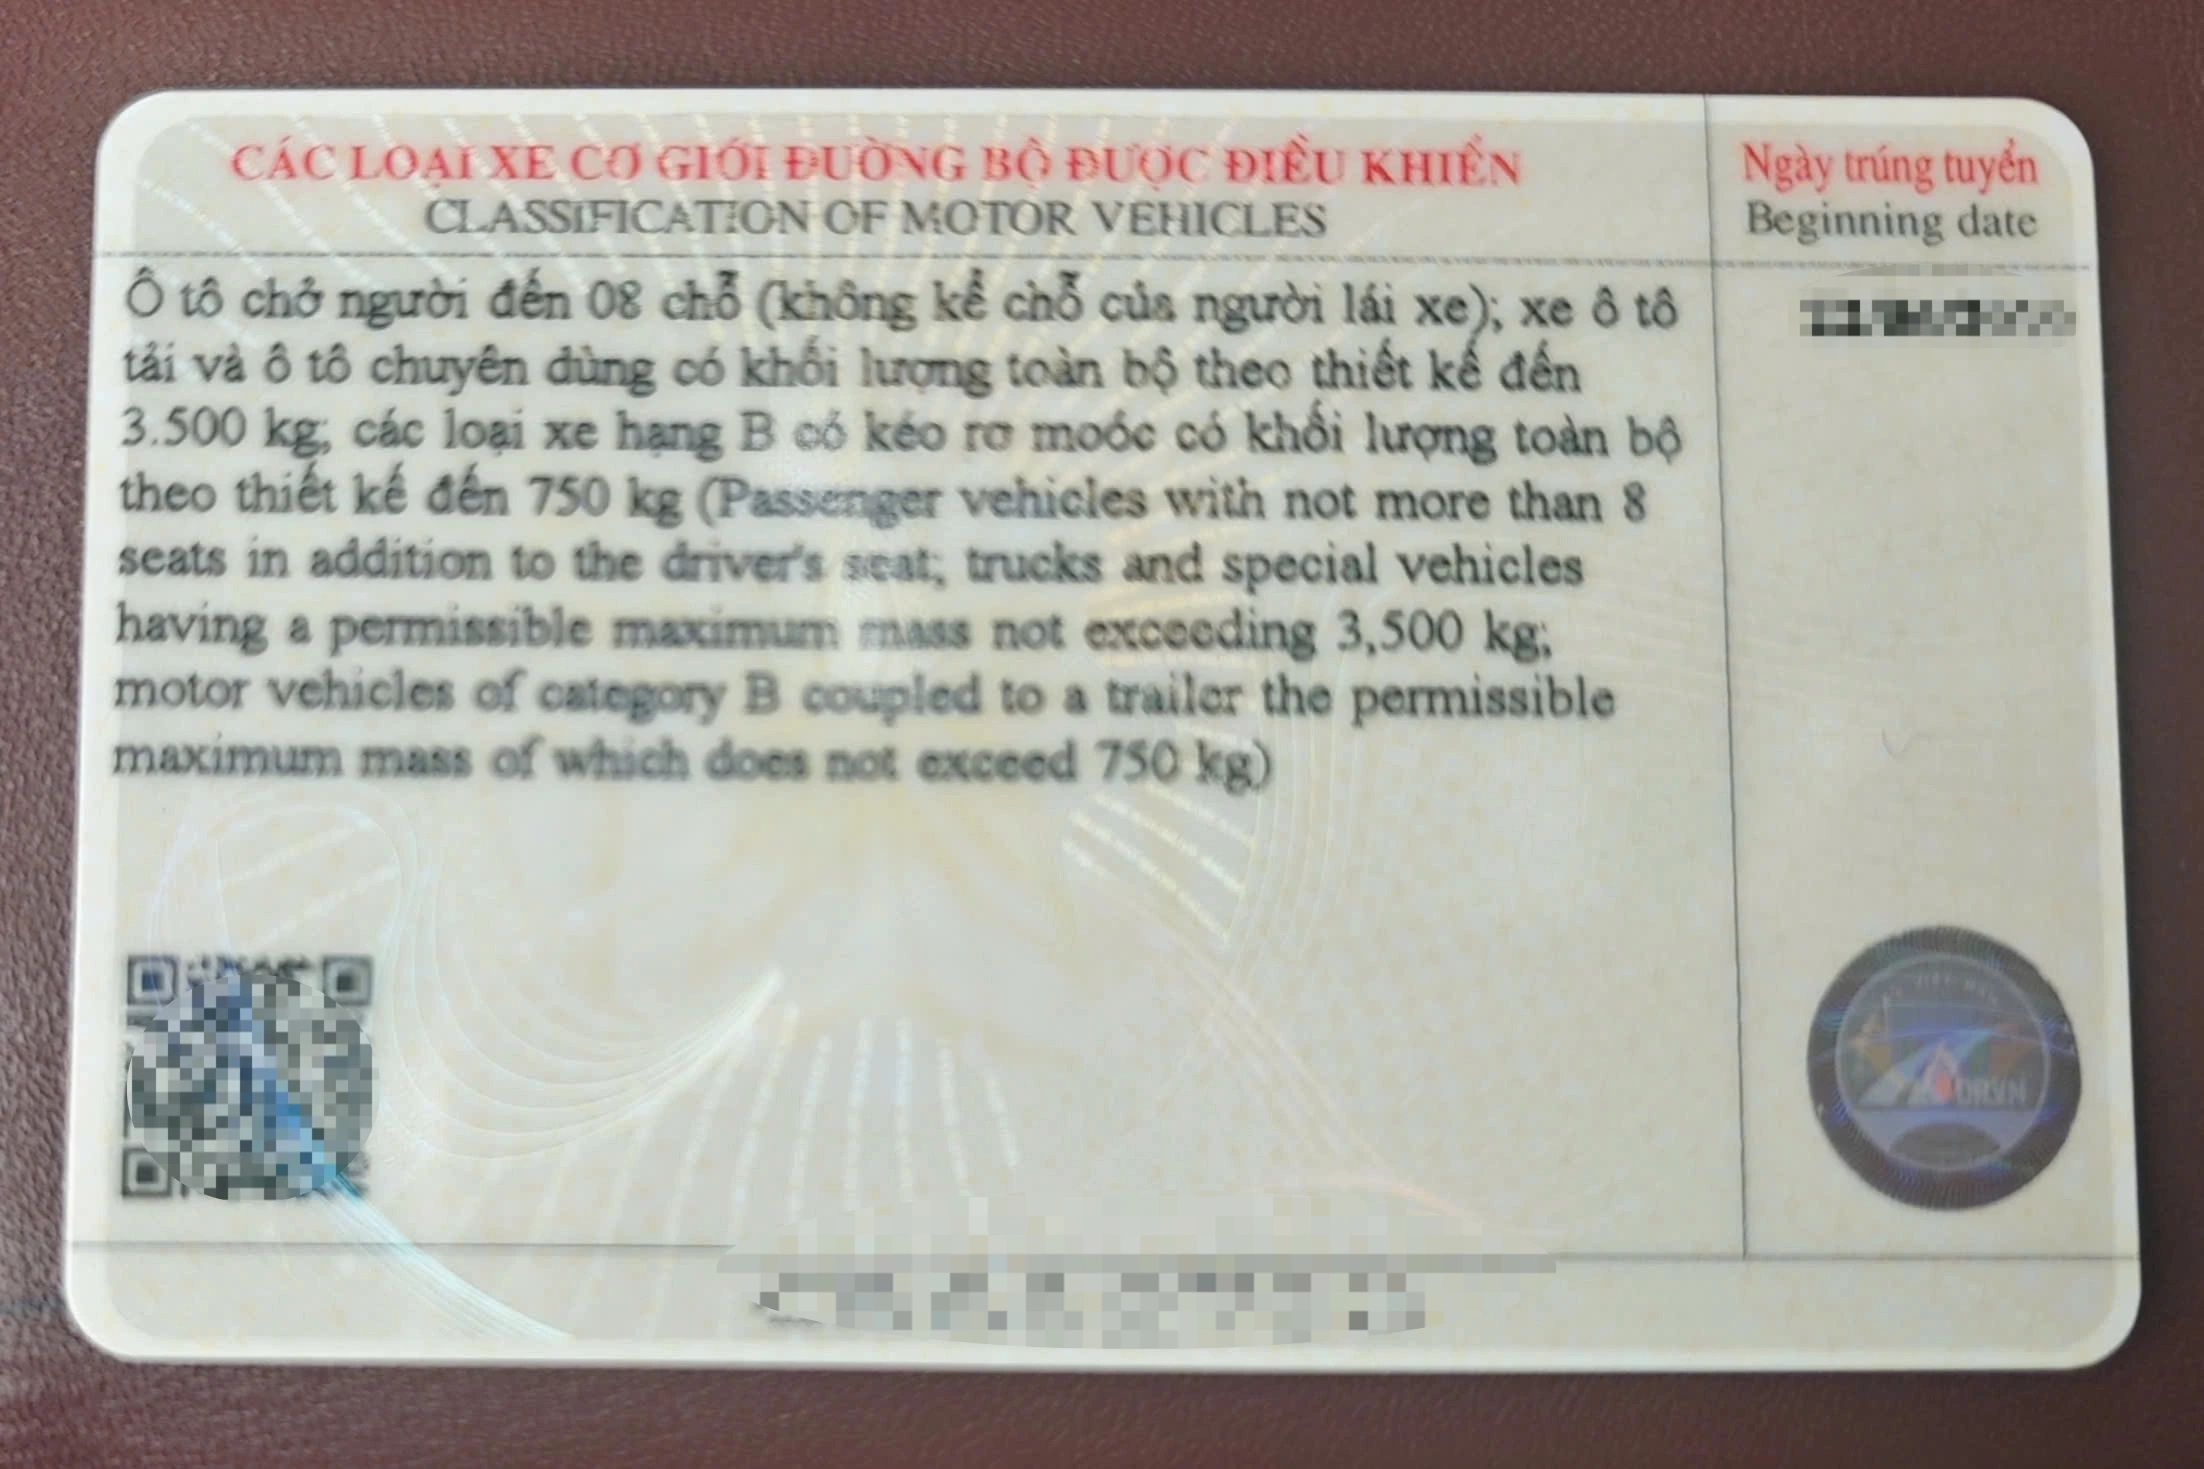 CÁC LOẠI XE CƠ GIỚI ĐƯỜNG BỘ ĐƯỢC ĐIỀU KHIỂN
CLASSIFICATION OF MOTOR VEHICLES
Ngày trúng tuyển
Beginning date
Ô tô chở người đến 08 chỗ (không kể chỗ của người lái xe); xe ô tô
tải và ô tô chuyên dùng có khối lượng toàn bộ theo thiết kế đến
3.500 kg; các loại xe hạng B có kéo rơ moóc có khối lượng toàn bộ
theo thiết kế đến 750 kg (Passenger vehicles with not more than 8
seats in addition to the driver's seat; trucks and special vehicles
having a permissible maximum mass not exceeding 3,500 kg;
motor vehicles of category B coupled to a trailer the permissible
maximum mass of which does not exceed 750 kg)
DRVN